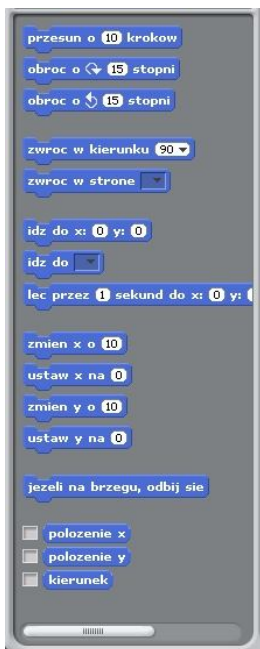 przesun o 10 krokow
obroc o 15 stopni
obroc o 15 stopni
zwroc w kierunku 90
zwroc w strone
idz do x: 0 y: 0
idz do
lec przez 1 sekund do x: 0 y:
zmien x o 10
ustaw x na 0
zmien y o 10
ustaw y na 0
jezeli na brzegu, odbij sie
polozenie x
polozenie y
kierunek